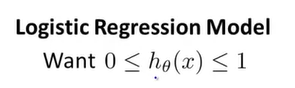 Logistic Regression Model
Want 0 ≤ hθ(x) ≤ 1